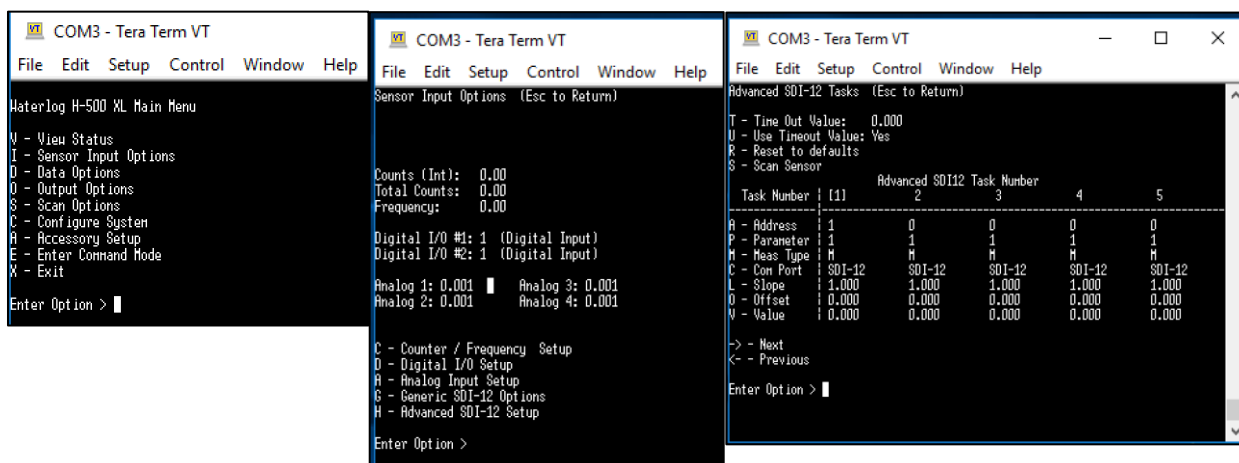 COM3 - Tera Term VT
File Edit Setup Control Window Help
Waterlog H-500 XL Main Menu
V - View Status
I - Sensor Input Options
D - Data Options
O - Output Options
S - Scan Options
C - Configure System
A - Accessory Setup
E - Enter Command Mode
X - Exit
Enter Option >
COM3 - Tera Term VT
File Edit Setup Control Window Help
Sensor Input Options (Esc to Return)
Counts (Int): 0.00
Total Counts: 0.00
Frequency: 0.00
Digital I/O #1: 1 (Digital Input)
Digital I/O #2: 1 (Digital Input)
Analog 1: 0.001 Analog 3: 0.001
Analog 2: 0.001 Analog 4: 0.001
C - Counter / Frequency Setup
D - Digital I/O Setup
A - Analog Input Setup
G - Generic SDI-12 Options
H - Advanced SDI-12 Setup
Enter Option >
COM3 - Tera Term VT
File Edit Setup Control Window Help
Advanced SDI-12 Tasks (Esc to Return)
T - Time Out Value: 0.000
U - Use Timeout Value: Yes
R - Reset to defaults
S - Scan Sensor
Advanced SDI12 Task Number
Task Number | [1] 2 3 4 5
A - Address | 1 0 0 0 0
P - Parameter | 1 1 1 1 1
M - Meas Type | M M M M M
C - Com Port | SDI-12 SDI-12 SDI-12 SDI-12 SDI-12
L - Slope | 1.000 1.000 1.000 1.000 1.000
O - Offset | 0.000 0.000 0.000 0.000 0.000
V - Value | 0.000 0.000 0.000 0.000 0.000
-> - Next
<- - Previous
Enter Option >